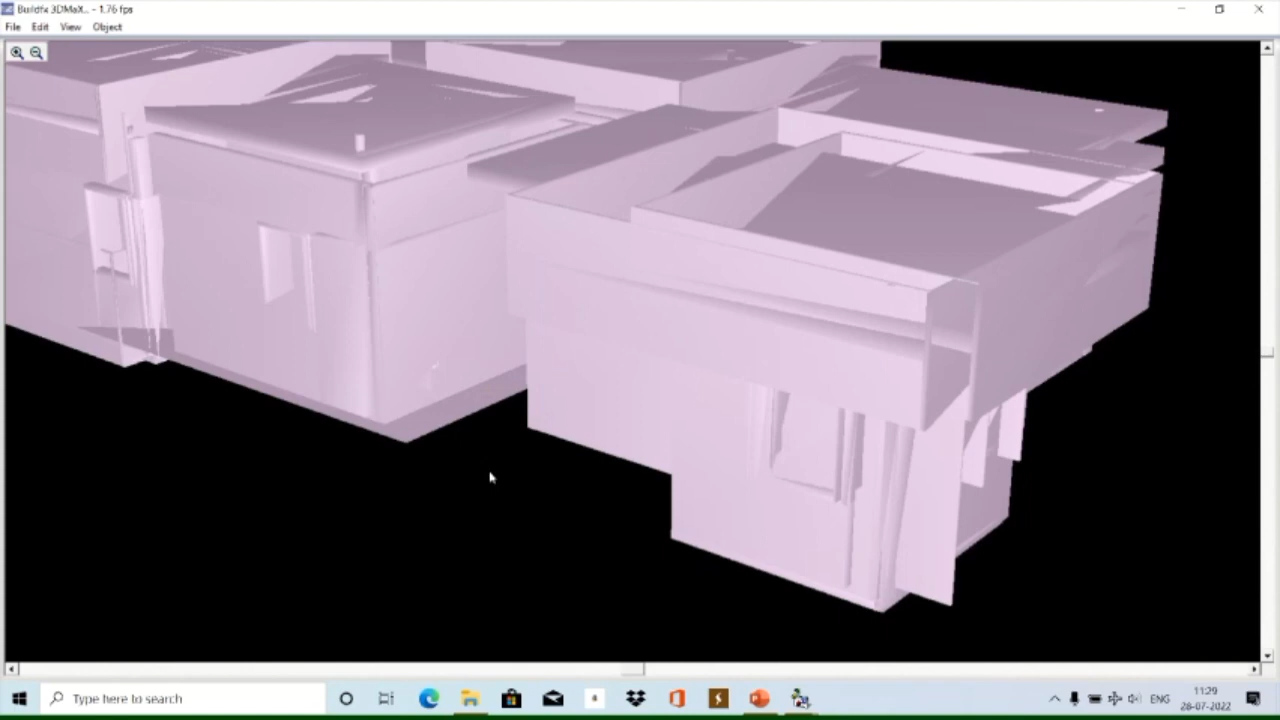 Buildfx 3DMaX... - 1.76 fps
File Edit View Object
Type here to search
ENG
11:29
28-07-2022